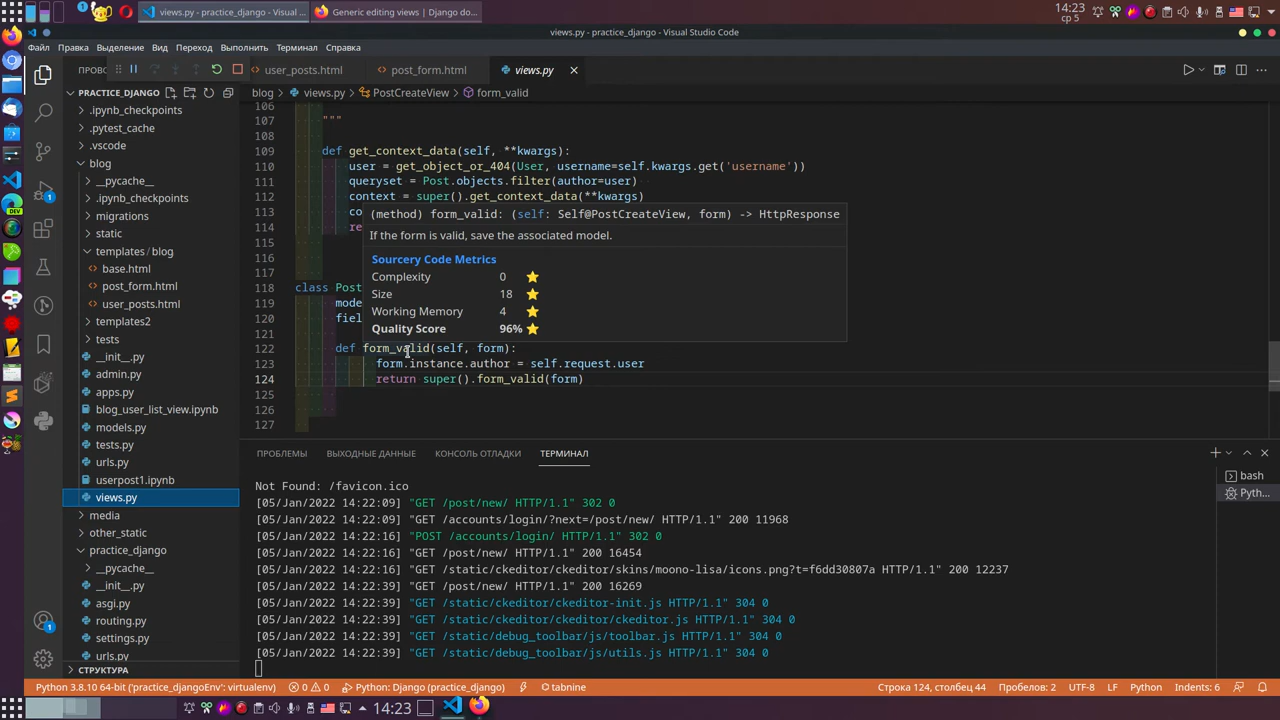 1
views.py - practice_django - Visual ...
Generic editing views | Django do...
14:23
ср 5
views.py - practice_django - Visual Studio Code
Файл Правка Выделение Вид Переход Выполнить Терминал Справка
ПРОВО
user_posts.html
post_form.html
views.py
PRACTICE_DJANGO
blog > views.py > PostCreateView > form_valid
.ipynb_checkpoints
.pytest_cache
.vscode
blog
__pycache__
.ipynb_checkpoints
migrations
static
templates/blog
base.html
post_form.html
user_posts.html
templates2
tests
__init__.py
admin.py
apps.py
blog_user_list_view.ipynb
models.py
tests.py
urls.py
userpost1.ipynb
views.py
media
other_static
practice_django
__pycache__
__init__.py
asgi.py
routing.py
settings.py
urls.py
СТРУКТУРА
DEV
1
1
106
107 """
108
109 def get_context_data(self, **kwargs):
110 user = get_object_or_404(User, username=self.kwargs.get('username'))
111 queryset = Post.objects.filter(author=user)
112 context = super().get_context_data(**kwargs)
113 co
114 re
115
116
117
118 class Post
119 mode
120 fiel
121
122 def form_valid(self, form):
123 form.instance.author = self.request.user
124 return super().form_valid(form)
125
126
127
(method) form_valid: (self: Self@PostCreateView, form) -> HttpResponse
If the form is valid, save the associated model.
Sourcery Code Metrics
Complexity 0
Size 18
Working Memory 4
Quality Score 96%
ПРОБЛЕМЫ ВЫХОДНЫЕ ДАННЫЕ КОНСОЛЬ ОТЛАДКИ ТЕРМИНАЛ
bash
Pyth...
Not Found: /favicon.ico
[05/Jan/2022 14:22:09] "GET /post/new/ HTTP/1.1" 302 0
[05/Jan/2022 14:22:09] "GET /accounts/login/?next=/post/new/ HTTP/1.1" 200 11968
[05/Jan/2022 14:22:16] "POST /accounts/login/ HTTP/1.1" 302 0
[05/Jan/2022 14:22:16] "GET /post/new/ HTTP/1.1" 200 16454
[05/Jan/2022 14:22:16] "GET /static/ckeditor/ckeditor/skins/moono-lisa/icons.png?t=f6dd30807a HTTP/1.1" 200 12237
[05/Jan/2022 14:22:39] "GET /post/new/ HTTP/1.1" 200 16269
[05/Jan/2022 14:22:39] "GET /static/ckeditor/ckeditor-init.js HTTP/1.1" 304 0
[05/Jan/2022 14:22:39] "GET /static/ckeditor/ckeditor/ckeditor.js HTTP/1.1" 304 0
[05/Jan/2022 14:22:39] "GET /static/debug_toolbar/js/toolbar.js HTTP/1.1" 304 0
[05/Jan/2022 14:22:39] "GET /static/debug_toolbar/js/utils.js HTTP/1.1" 304 0
Python 3.8.10 64-bit ('practice_djangoEnv': virtualenv) 0 0 Python: Django (practice_django) tabnine
Строка 124, столбец 44 Пробелов: 2 UTF-8 LF Python Indents: 6
14:23